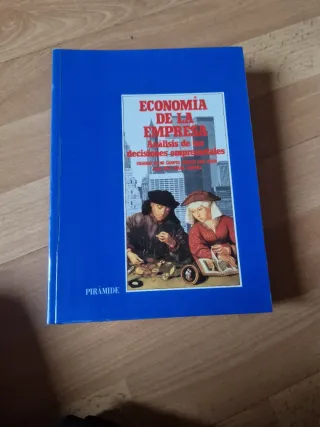 ECONOMÍA
DE LA
EMPRESA
Análisis de las
decisiones empresariales
PIRÁMIDE